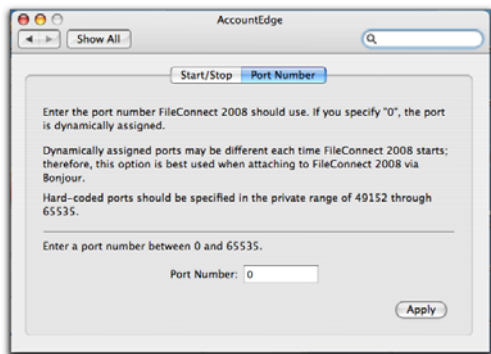 AccountEdge
Show All
Start/Stop Port Number
Enter the port number FileConnect 2008 should use. If you specify "0", the port
is dynamically assigned.
Dynamically assigned ports may be different each time FileConnect 2008 starts;
therefore, this option is best used when attaching to FileConnect 2008 via
Bonjour.
Hard-coded ports should be specified in the private range of 49152 through
65535.
Enter a port number between 0 and 65535.
Port Number: 0
Apply